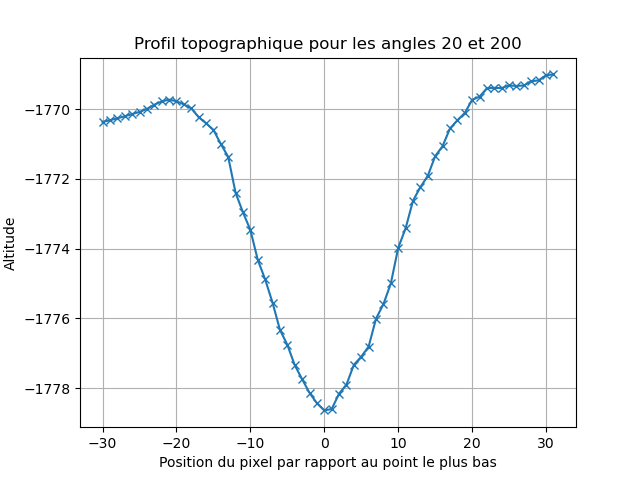 Profil topographique pour les angles 20 et 200
Altitude
−1770
−1772
−1774
−1776
−1778
−30 −20 −10 0 10 20 30
Position du pixel par rapport au point le plus bas